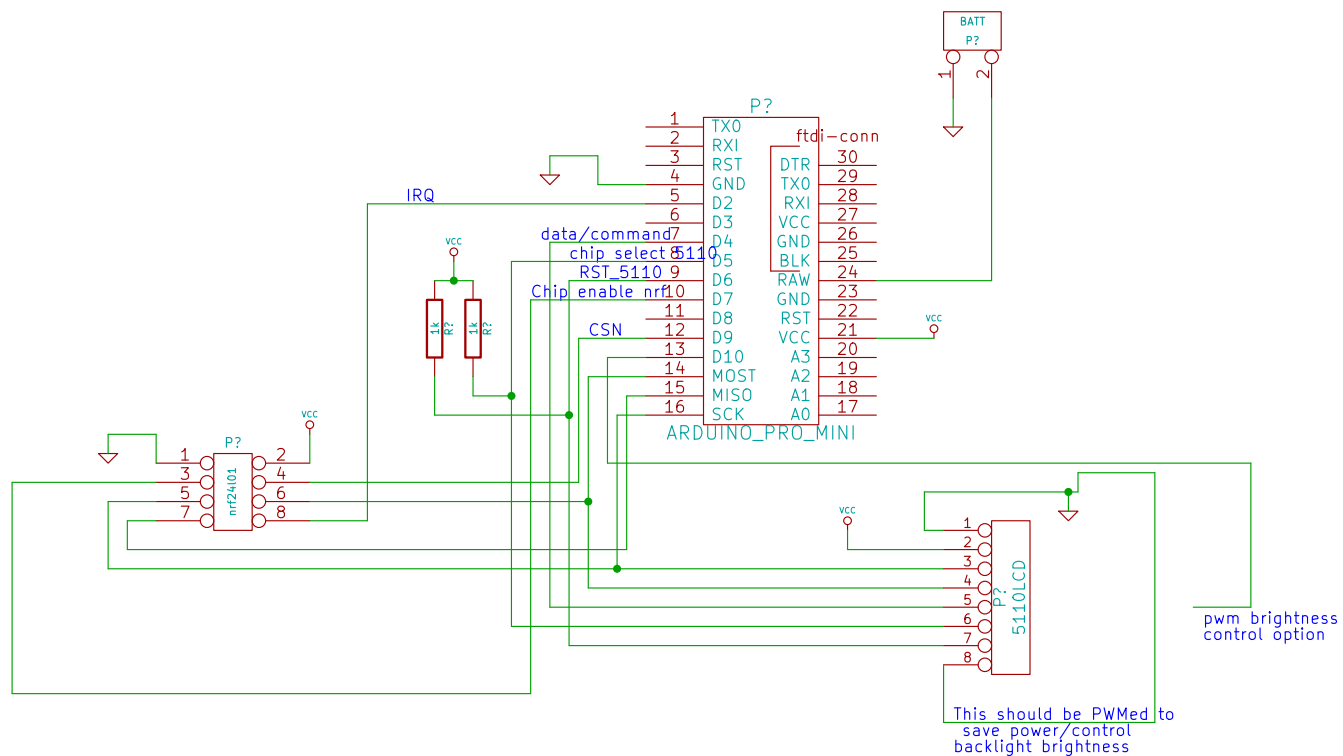 BATT
P?
1
2
P?
ftdi-conn
1 TX0
2 RXI
3 RST
4 GND
5 D2
6 D3
7 D4
8 D5
9 D6
10 D7
11 D8
12 D9
13 D10
14 MOST
15 MISO
16 SCK
DTR 30
TX0 29
RXI 28
VCC 27
GND 26
BLK 25
RAW 24
GND 23
RST 22
VCC 21
A3 20
A2 19
A1 18
A0 17
ARDUINO_PRO_MINI
IRQ
data/command
chip select 5110
RST_5110
Chip enable nrf
CSN
VCC
1k
R?
1k
R?
VCC
VCC
P?
nrf24l01
1
2
3
4
5
6
7
8
VCC
1
2
3
4
5
6
7
8
P?
5110LCD
pwm brightness
control option
This should be PWMed to
save power/control
backlight brightness